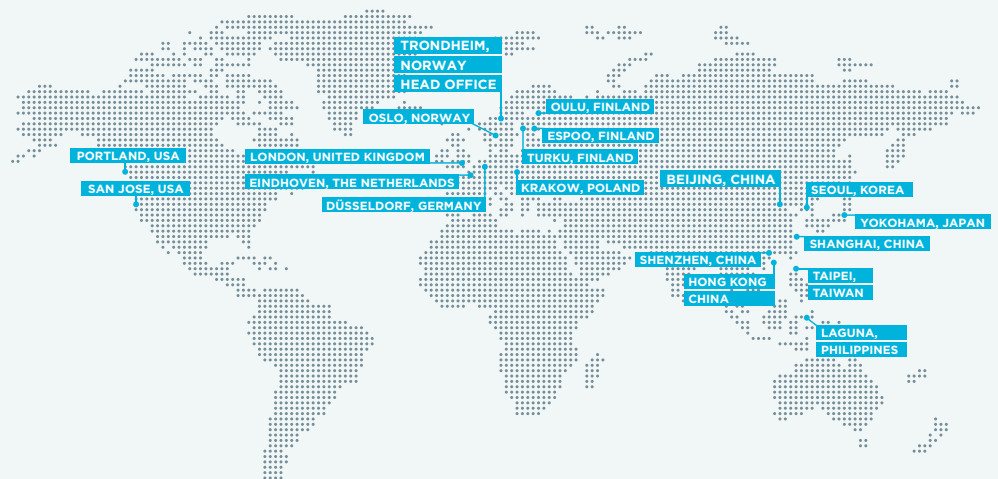 TRONDHEIM,
NORWAY
HEAD OFFICE
OSLO, NORWAY
OULU, FINLAND
ESPOO, FINLAND
TURKU, FINLAND
PORTLAND, USA
LONDON, UNITED KINGDOM
SAN JOSE, USA
EINDHOVEN, THE NETHERLANDS
DÜSSELDORF, GERMANY
KRAKOW, POLAND
BEIJING, CHINA
SEOUL, KOREA
YOKOHAMA, JAPAN
SHANGHAI, CHINA
SHENZHEN, CHINA
HONG KONG
CHINA
TAIPEI,
TAIWAN
LAGUNA,
PHILIPPINES